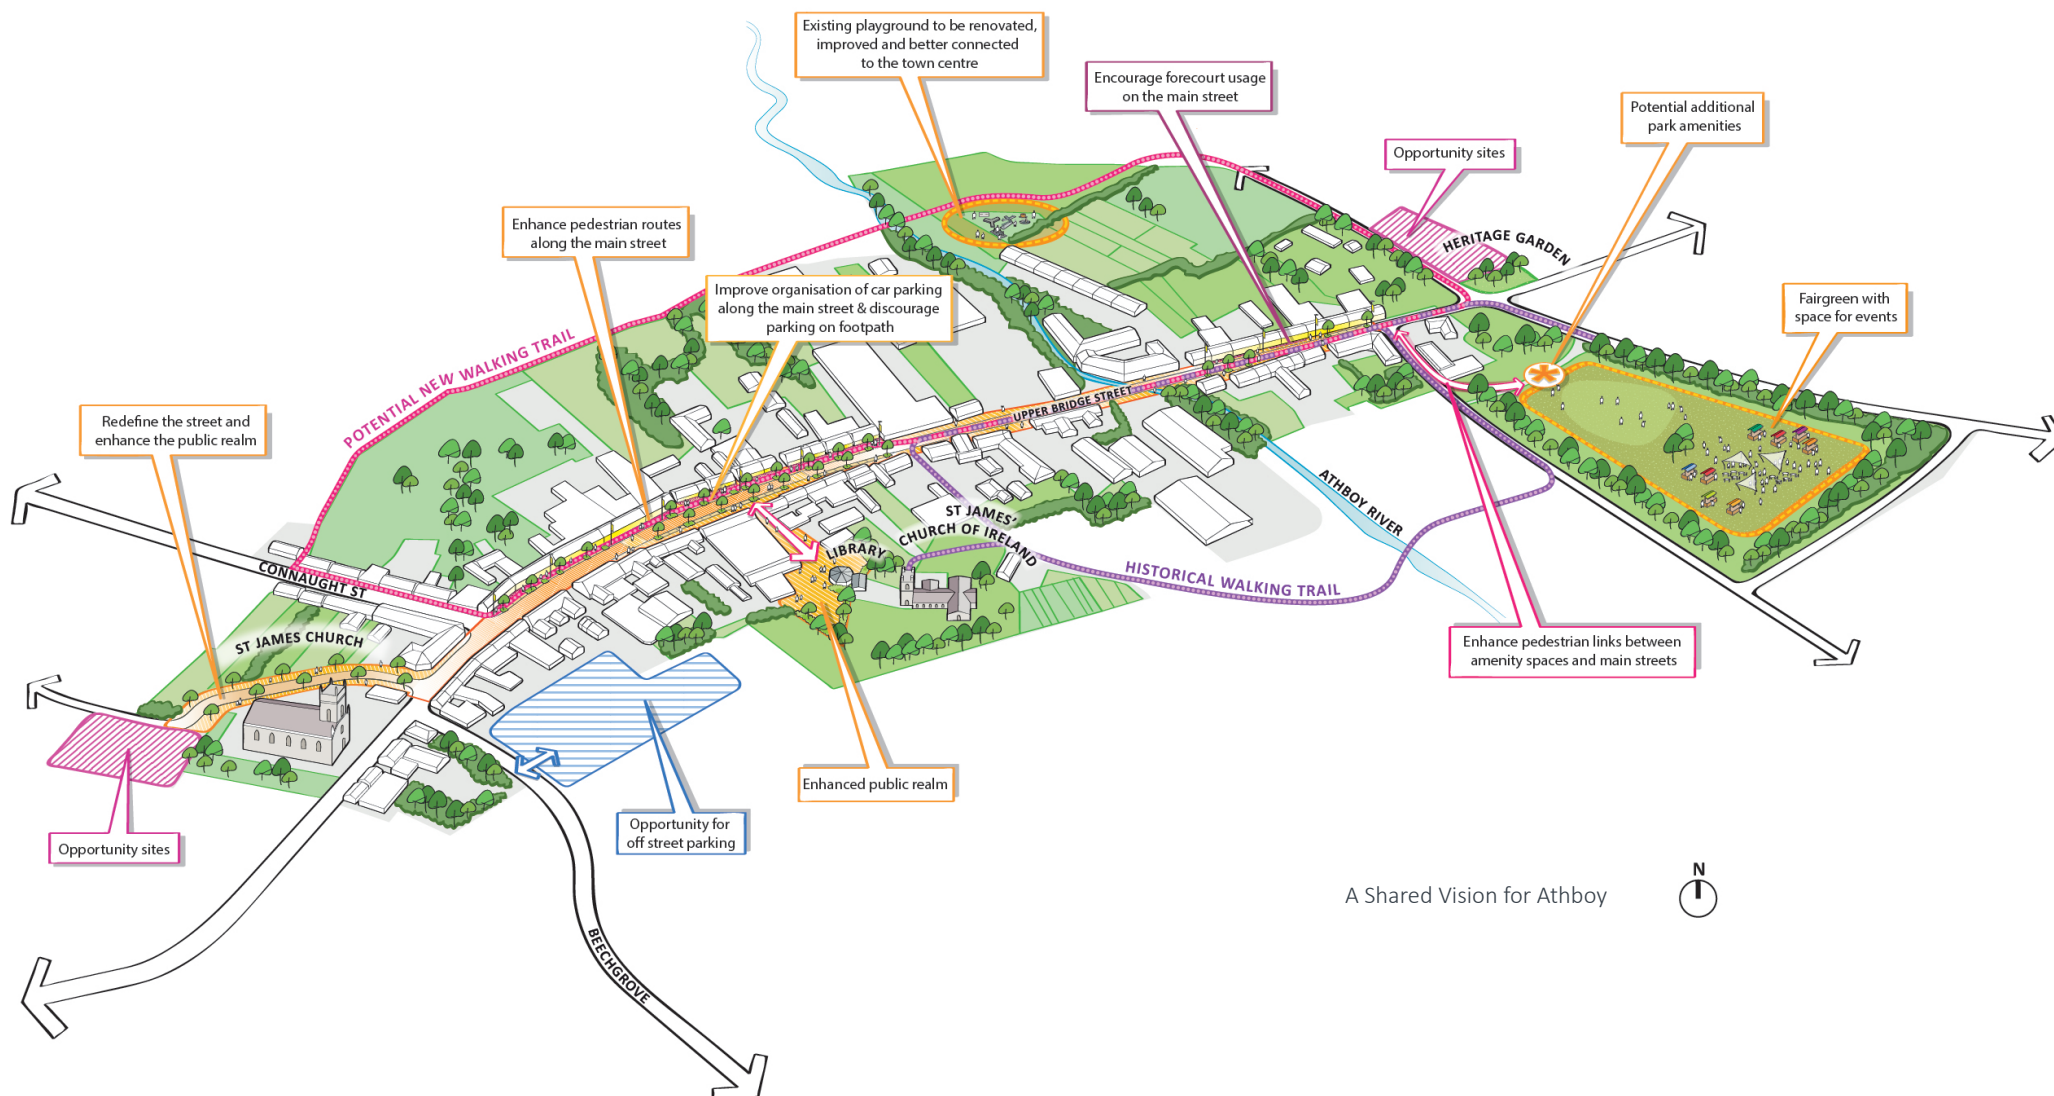 Existing playground to be renovated,
improved and better connected
to the town centre
Encourage forecourt usage
on the main street
Potential additional
park amenities
Opportunity sites
HERITAGE GARDEN
Enhance pedestrian routes
along the main street
Improve organisation of car parking
along the main street & discourage
parking on footpath
Fairgreen with
space for events
POTENTIAL NEW WALKING TRAIL
Redefine the street and
enhance the public realm
UPPER BRIDGE STREET
ATHBOY RIVER
ST JAMES'
CHURCH OF IRELAND
LIBRARY
HISTORICAL WALKING TRAIL
CONNAUGHT ST
ST JAMES CHURCH
Enhance pedestrian links between
amenity spaces and main streets
Enhanced public realm
Opportunity for
off street parking
Opportunity sites
BEECHGROVE
A Shared Vision for Athboy
N